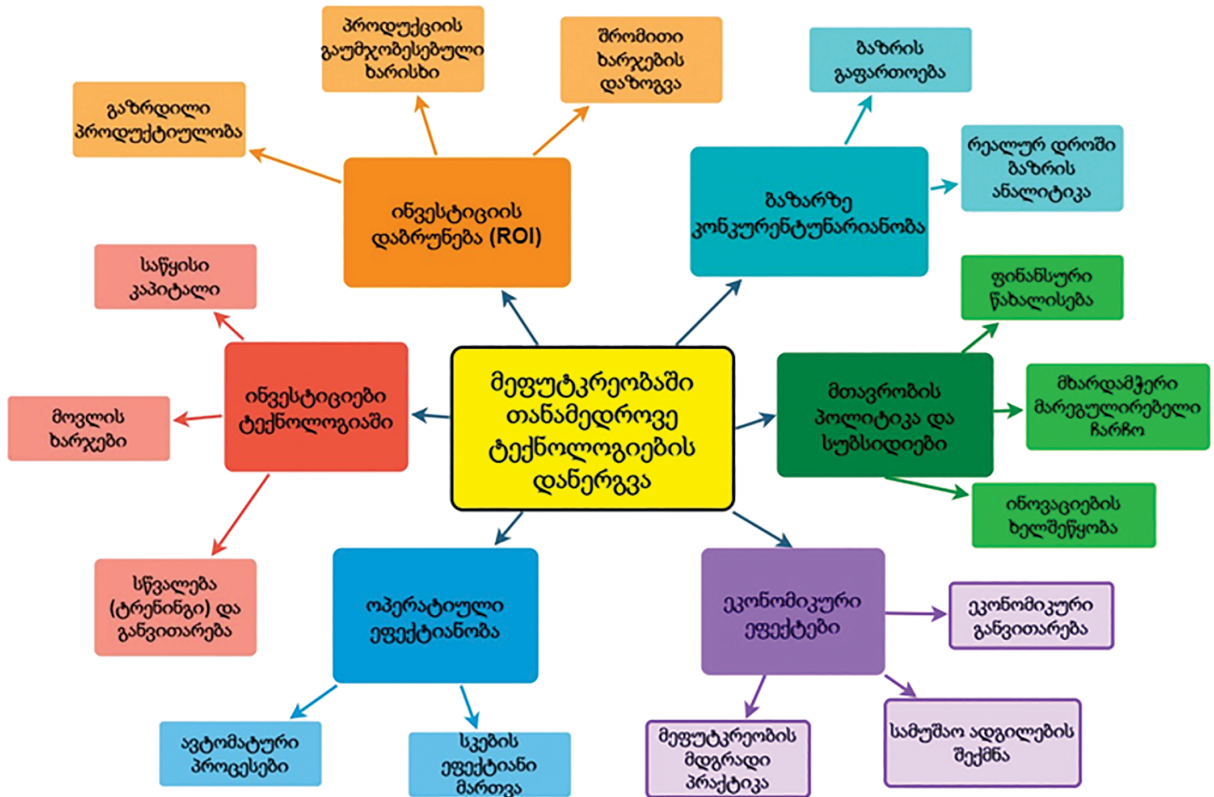 პროდუქციის
გაუმჯობესებული
ხარისხი
შრომითი
ხარჯების
დაზოგვა
ბაზრის
გაფართოება
გაზრდილი
პროდუქტიულობა
რეალურ დროში
ბაზრის
ანალიტიკა
ინვესტიციის
დაბრუნება (ROI)
ბაზარზე
კონკურენტუნარიანობა
საწყისი
კაპიტალი
ფინანსური
წახალისება
ინვესტიციები
ტექნოლოგიაში
მეფუტკრეობაში
თანამედროვე
ტექნოლოგიების
დანერგვა
მთავრობის
პოლიტიკა და
სუბსიდიები
მხარდამჭერი
მარეგულირებელი
ჩარჩო
მოვლის
ხარჯები
ინოვაციების
ხელშეწყობა
სწვალება
(ტრენინგი) და
განვითარება
ოპერატიული
ეფექტიანობა
ეკონომიკური
ეფექტები
ეკონომიკური
განვითარება
ავტომატური
პროცესები
სკების
ეფექტიანი
მართვა
მეფუტკრეობის
მდგრადი
პრაქტიკა
სამუშაო ადგილების
შექმნა